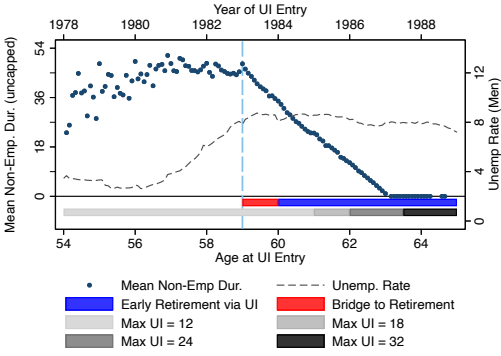 Year of UI Entry
1978 1980 1982 1984 1986 1988
Mean Non-Emp. Dur. (uncapped)
54
36
18
0
12
8
4
0
Unemp Rate (Men)
54 56 58 60 62 64
Age at UI Entry
Mean Non-Emp Dur. Unemp. Rate
Early Retirement via UI Bridge to Retirement
Max UI = 12 Max UI = 18
Max UI = 24 Max UI = 32